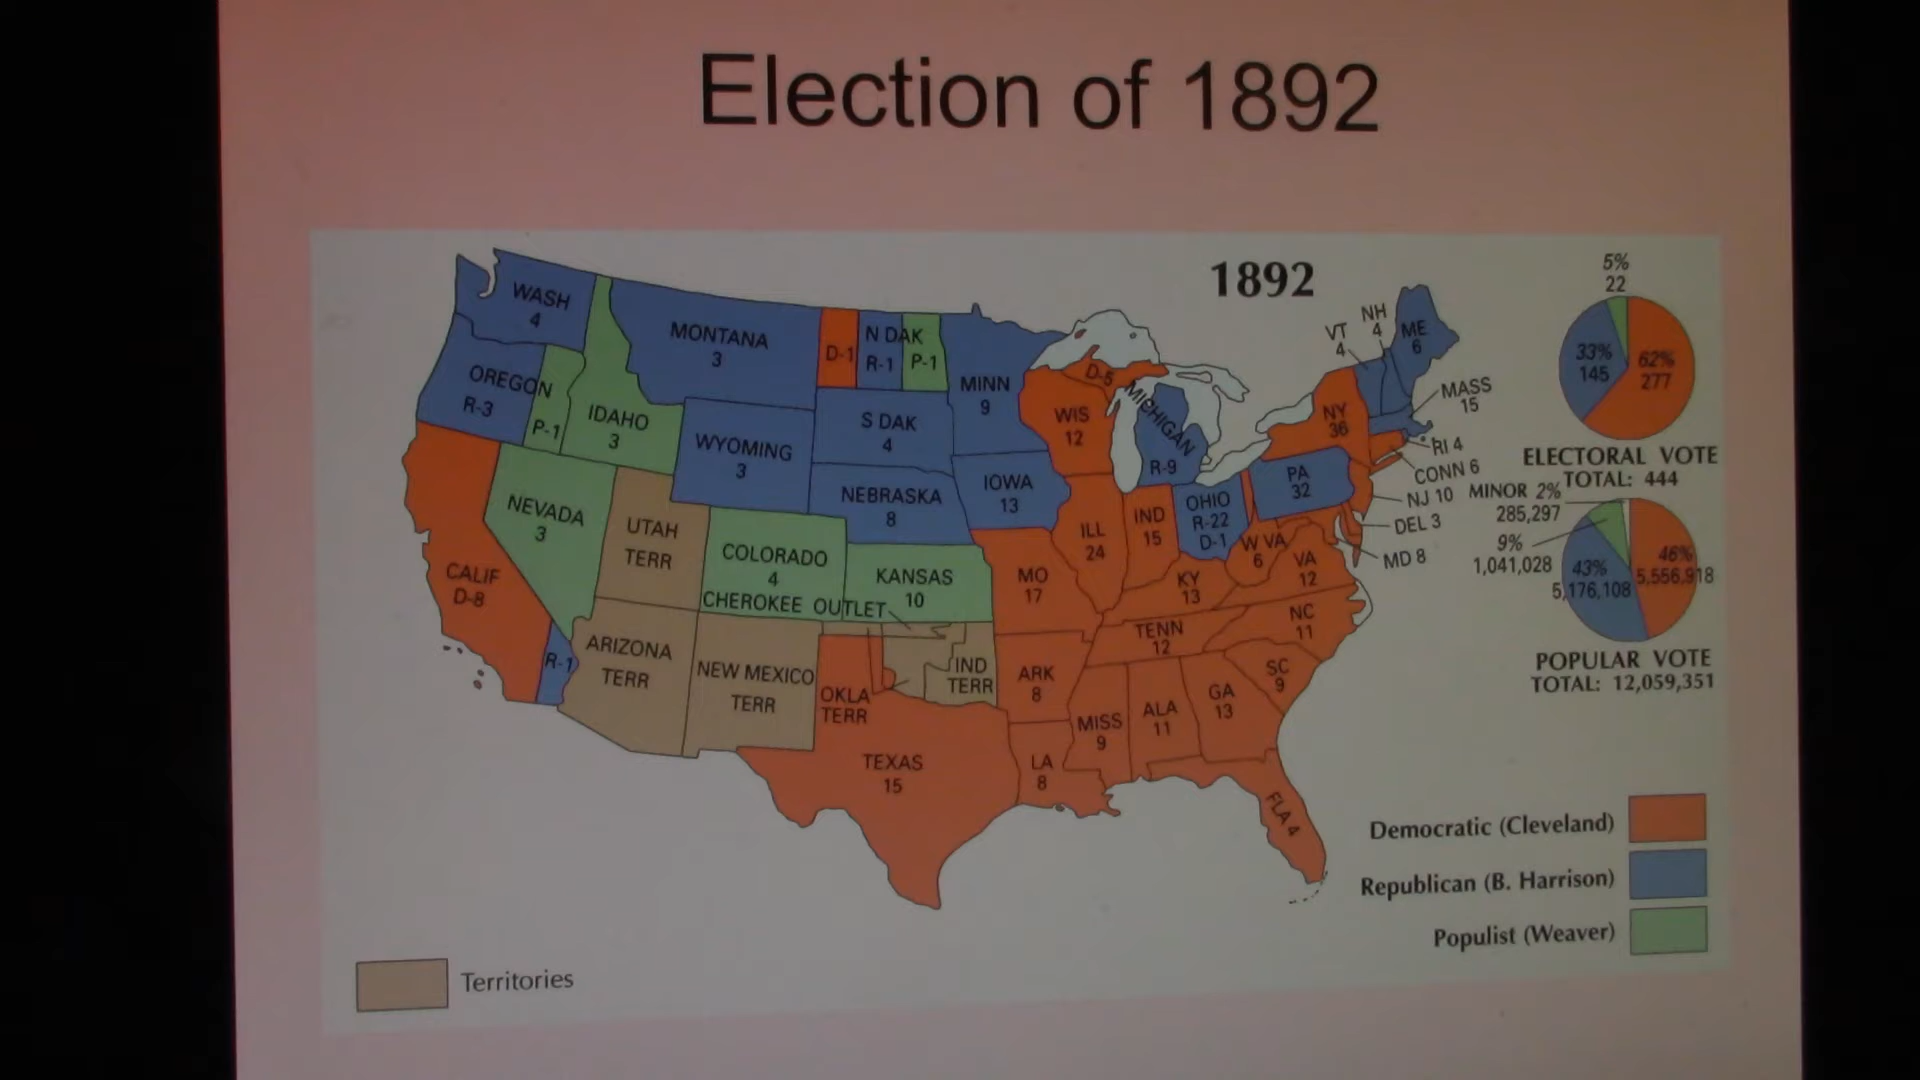 Election of 1892
1892
WASH
4
OREGON
R-3
P-1
IDAHO
3
MONTANA
3
D-1
N DAK
R-1
P-1
MINN
9
S DAK
4
WYOMING
3
NEBRASKA
8
IOWA
13
WIS
12
D-5
MICHIGAN
R-9
CALIF
D-8
R-1
NEVADA
3
UTAH
TERR
COLORADO
4
KANSAS
10
CHEROKEE OUTLET
ARIZONA
TERR
NEW MEXICO
TERR
OKLA
TERR
IND
TERR
TEXAS
15
MO
17
ARK
8
LA
8
ILL
24
IND
15
OHIO
R-22
D-1
KY
13
TENN
12
MISS
9
ALA
11
GA
13
FLA 4
SC
9
NC
11
VA
12
W VA
6
PA
32
NY
36
VT
4
NH
4
ME
6
MASS
15
RI 4
CONN 6
NJ 10
DEL 3
MD 8
5%
22
33%
145
62%
277
ELECTORAL VOTE
TOTAL: 444
MINOR 2%
285,297
9%
1,041,028
43%
5,176,108
46%
5,556,918
POPULAR VOTE
TOTAL: 12,059,351
Democratic (Cleveland)
Republican (B. Harrison)
Populist (Weaver)
Territories